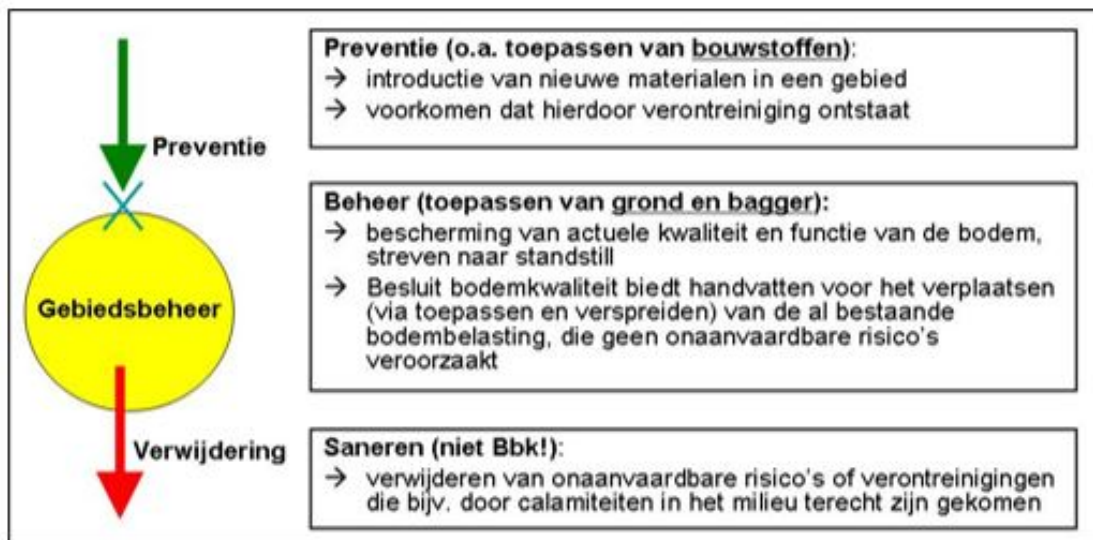 Preventie (o.a. toepassen van bouwstoffen):
→ introductie van nieuwe materialen in een gebied
→ voorkomen dat hierdoor verontreiniging ontstaat
Preventie
Beheer (toepassen van grond en bagger):
→ bescherming van actuele kwaliteit en functie van de bodem,
streven naar standstill
→ Besluit bodemkwaliteit biedt handvatten voor het verplaatsen
(via toepassen en verspreiden) van de al bestaande
bodembelasting, die geen onaanvaardbare risico's
veroorzaakt
Gebiedsbeheer
Verwijdering
Saneren (niet Bbk!):
→ verwijderen van onaanvaardbare risico's of verontreinigingen
die bijv. door calamiteiten in het milieu terecht zijn gekomen